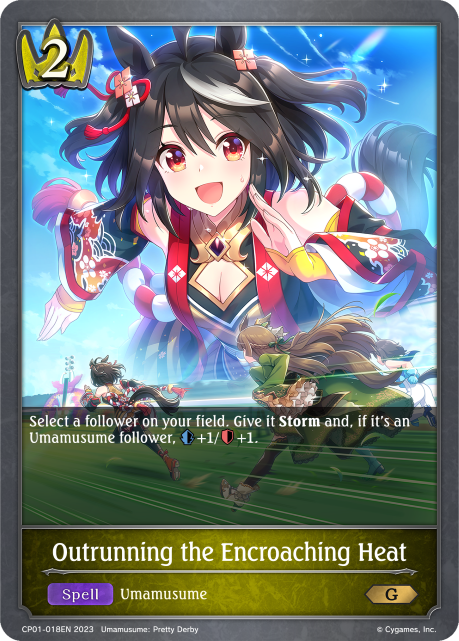 2
Select a follower on your field. Give it Storm and, if it's an
Umamusume follower, +1/ +1.
Outrunning the Encroaching Heat
Spell Umamusume G
CP01-018EN 2023 Umamusume: Pretty Derby © Cygames, Inc.